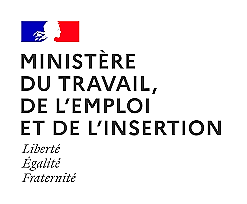 MINISTÈRE
DU TRAVAIL,
DE L'EMPLOI
ET DE L'INSERTION
Liberté
Égalité
Fraternité